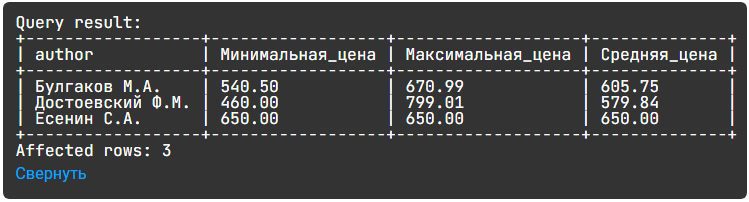 Query result:
+------------------+------------------+-------------------+--------------+
| author           | Минимальная_цена | Максимальная_цена | Средняя_цена |
+------------------+------------------+-------------------+--------------+
| Булгаков М.А.    | 540.50           | 670.99            | 605.75       |
| Достоевский Ф.М. | 460.00           | 799.01            | 579.84       |
| Есенин С.А.      | 650.00           | 650.00            | 650.00       |
+------------------+------------------+-------------------+--------------+
Affected rows: 3
Свернуть